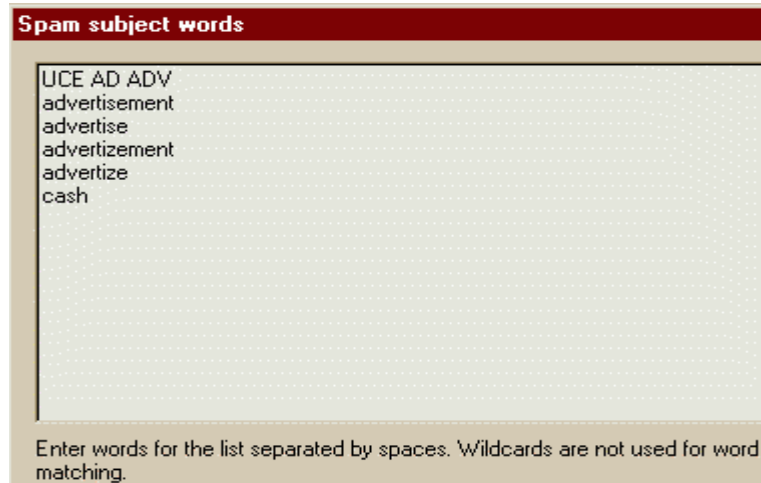 Spam subject words
UCE AD ADV
advertisement
advertise
advertizement
advertize
cash
Enter words for the list separated by spaces. Wildcards are not used for word
matching.